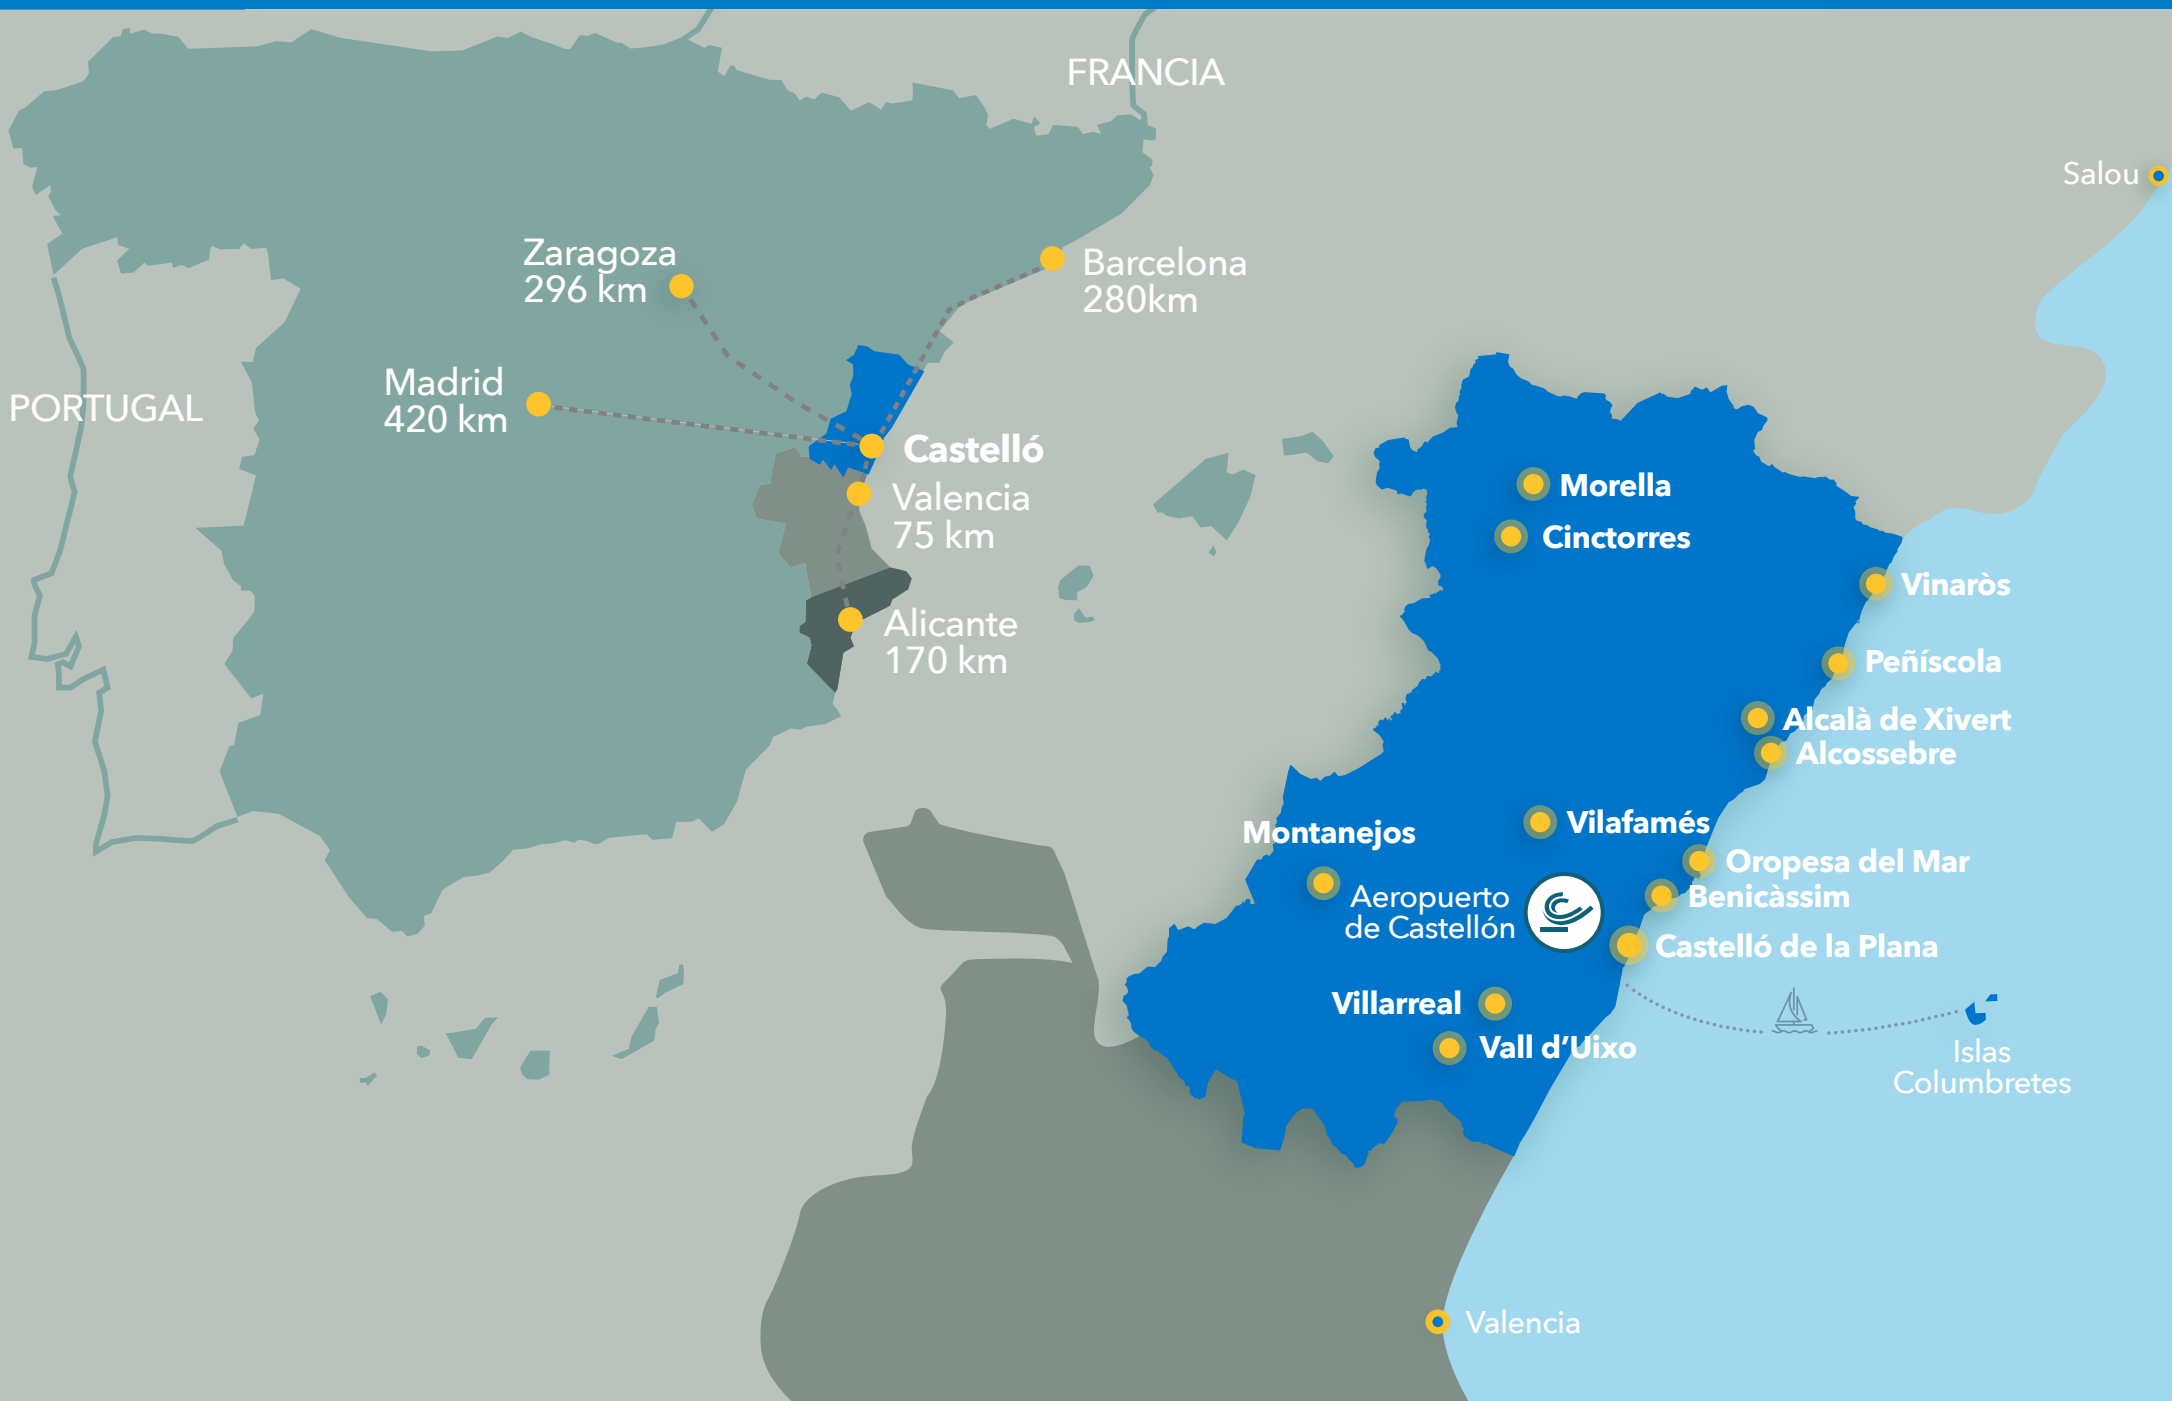 FRANCIA
Salou
Zaragoza
296 km
Barcelona
280km
Madrid
420 km
PORTUGAL
Castelló
Valencia
75 km
Alicante
170 km
Morella
Cinctorres
Vinaròs
Peñíscola
Alcalà de Xivert
Alcossebre
Vilafamés
Montanejos
Oropesa del Mar
Aeropuerto
de Castellón
Benicàssim
Castelló de la Plana
Villarreal
Vall d’Uixo
Islas
Columbretes
Valencia